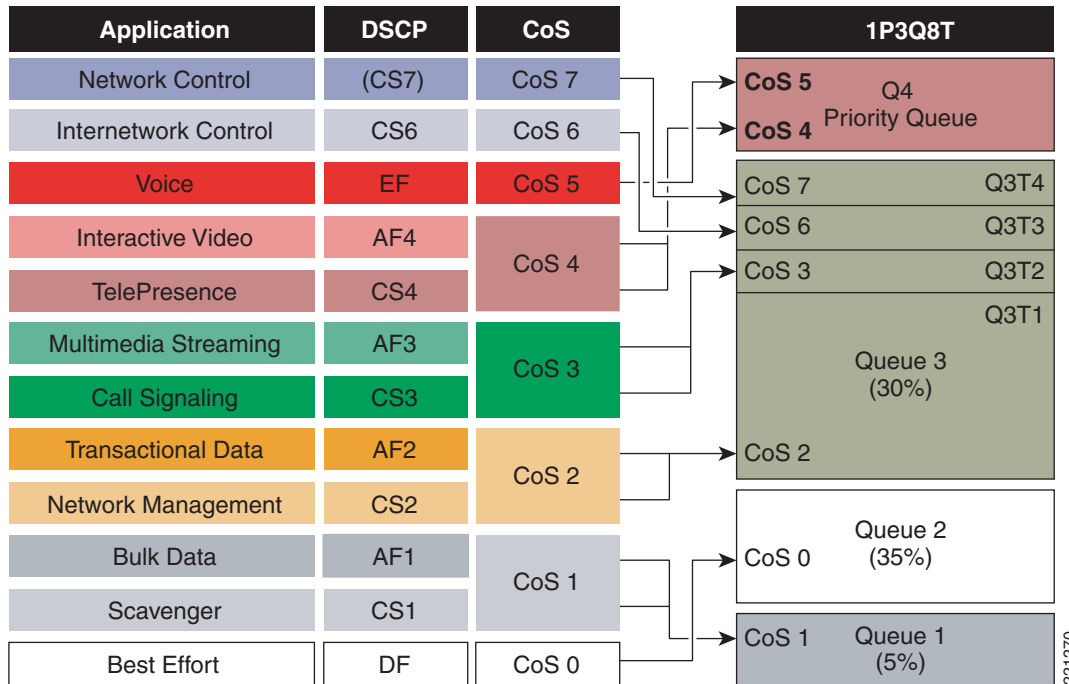 Application DSCP CoS 1P3Q8T
Network Control (CS7) CoS 7
Internetwork Control CS6 CoS 6
Voice EF CoS 5
Interactive Video AF4
CoS 4
TelePresence CS4
Multimedia Streaming AF3
CoS 3
Call Signaling CS3
Transactional Data AF2
CoS 2
Network Management CS2
Bulk Data AF1
CoS 1
Scavenger CS1
Best Effort DF CoS 0
CoS 5
Q4
Priority Queue
CoS 4
CoS 7 Q3T4
CoS 6 Q3T3
CoS 3 Q3T2
Q3T1
Queue 3
(30%)
CoS 2
Queue 2
(35%)
CoS 0
CoS 1 Queue 1
(5%)